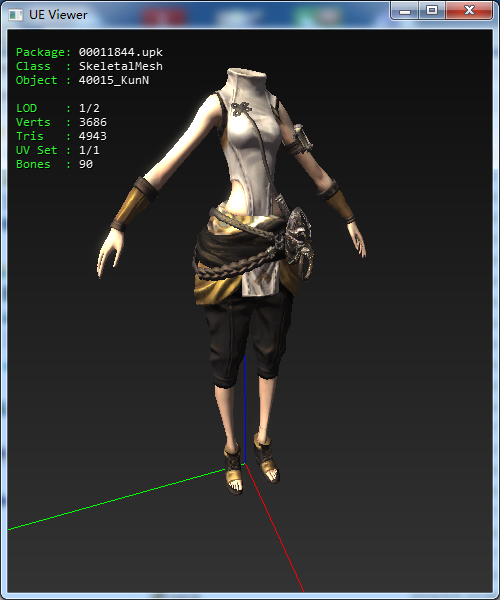 UE Viewer
Package: 00011844.upk
Class : SkeletalMesh
Object : 40015_KunN
LOD : 1/2
Verts : 3686
Tris : 4943
UV Set : 1/1
Bones : 90